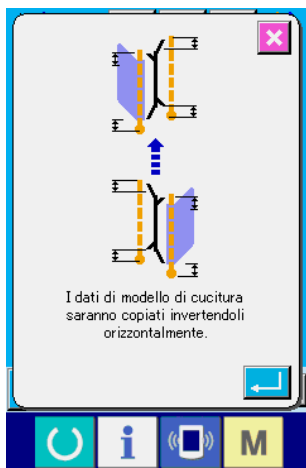 I dati di modello di cucitura
saranno copiati invertendoli
orizzontalmente.
i
M